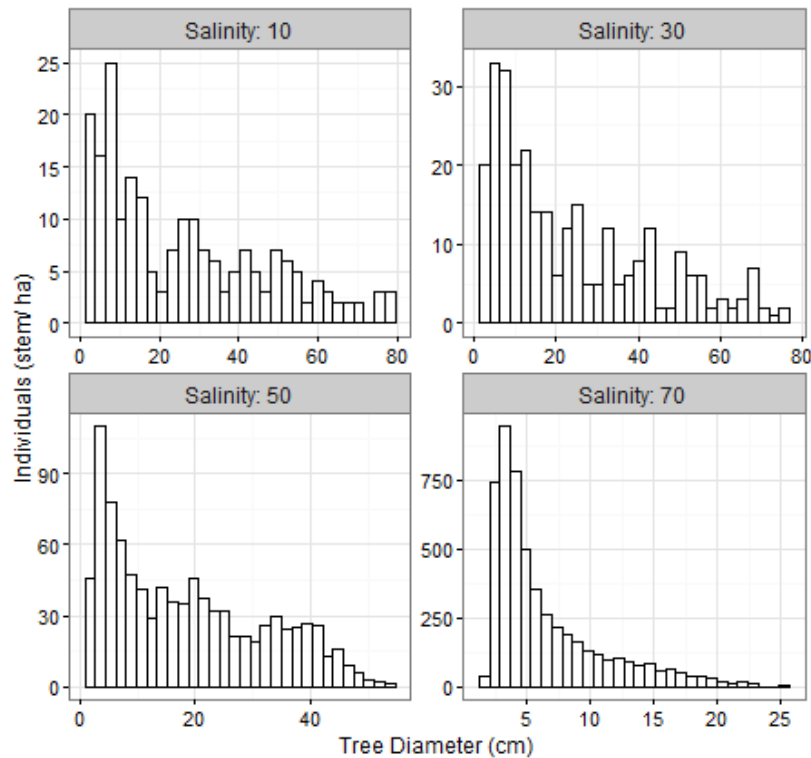 Salinity: 10
Salinity: 30
25
20
15
10
5
0
30
20
10
0
0 20 40 60 80
0 20 40 60 80
Individuals (stem/ ha)
Salinity: 50
Salinity: 70
90
60
30
0
750
500
250
0
0 20 40
5 10 15 20 25
Tree Diameter (cm)